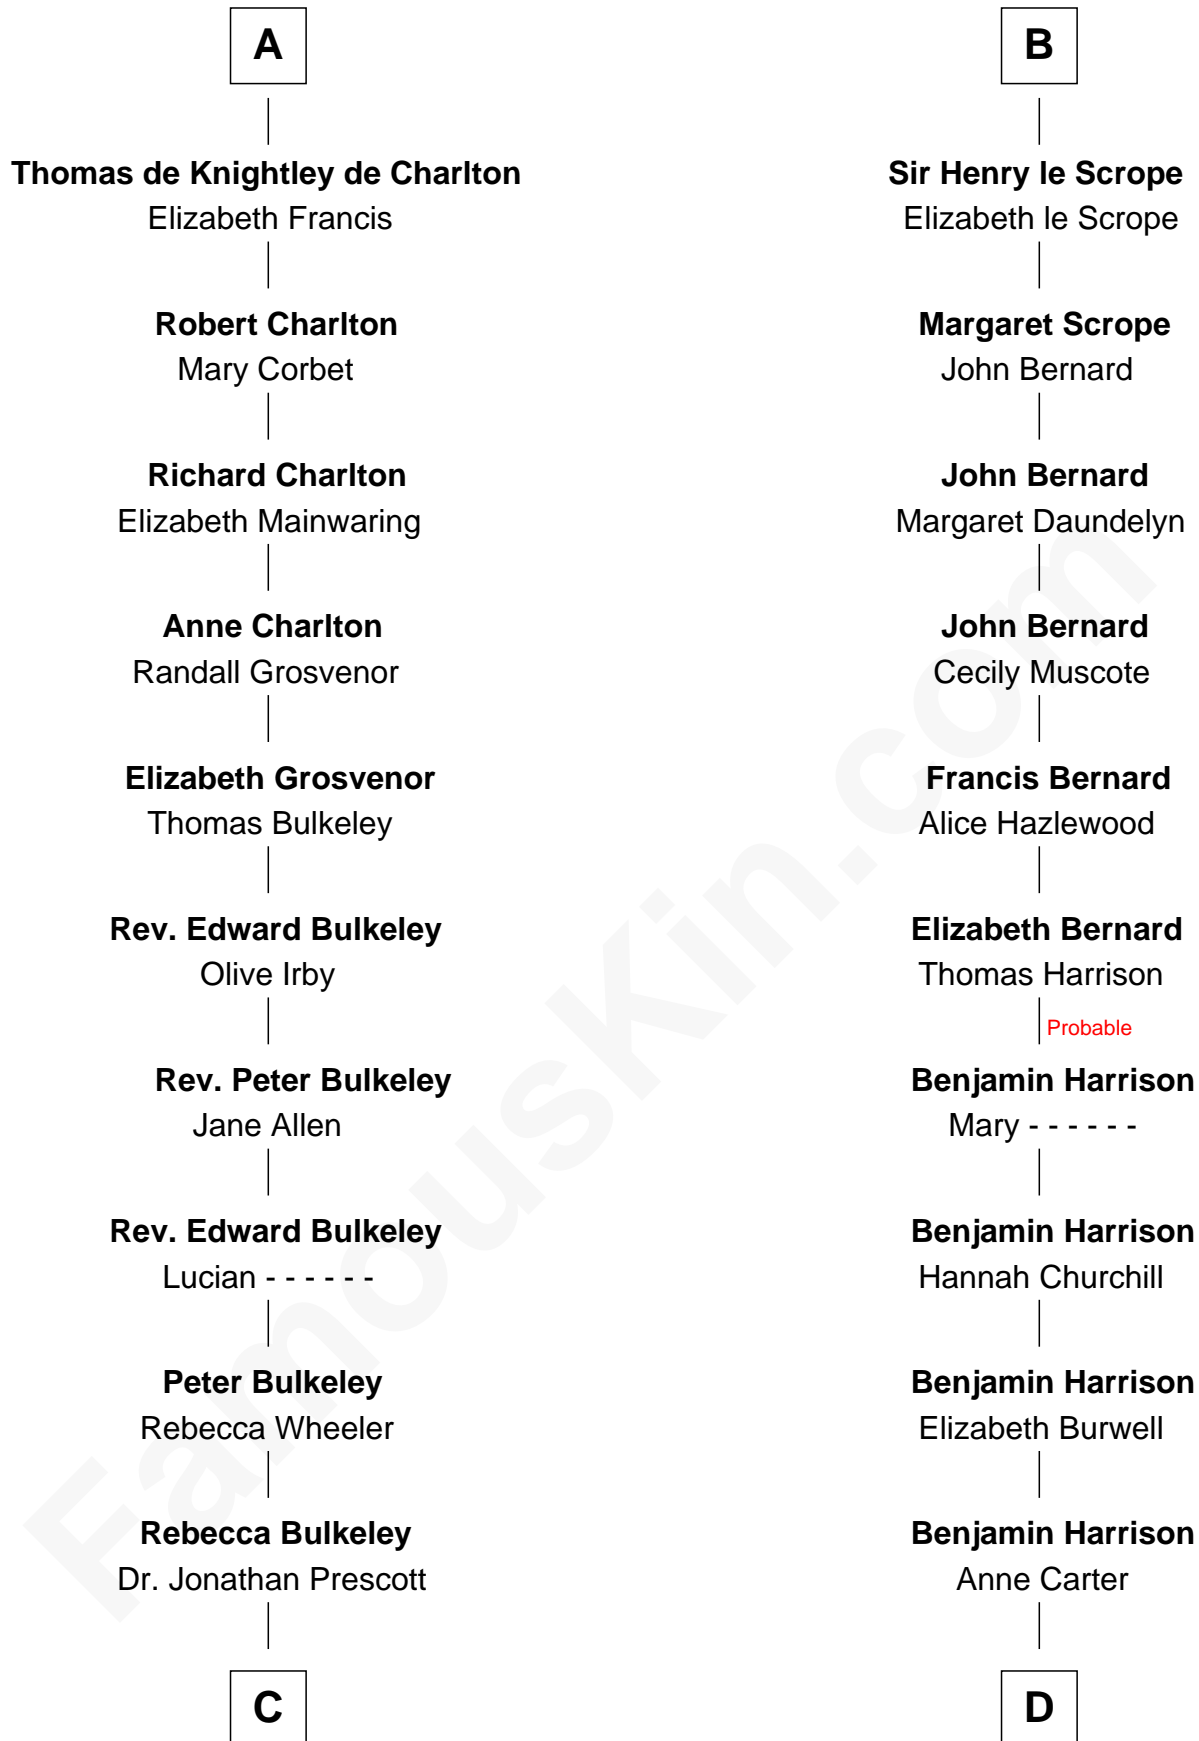 A
Thomas de Knightley de Charlton
Elizabeth Francis
Robert Charlton
Mary Corbet
Richard Charlton
Elizabeth Mainwaring
Anne Charlton
Randall Grosvenor
Elizabeth Grosvenor
Thomas Bulkeley
Rev. Edward Bulkeley
Olive Irby
Rev. Peter Bulkeley
Jane Allen
Rev. Edward Bulkeley
Lucian - - - - - -
Peter Bulkeley
Rebecca Wheeler
Rebecca Bulkeley
Dr. Jonathan Prescott
C
B
Sir Henry le Scrope
Elizabeth le Scrope
Margaret Scrope
John Bernard
John Bernard
Margaret Daundelyn
John Bernard
Cecily Muscote
Francis Bernard
Alice Hazlewood
Elizabeth Bernard
Thomas Harrison
Probable
Benjamin Harrison
Mary - - - - - -
Benjamin Harrison
Hannah Churchill
Benjamin Harrison
Elizabeth Burwell
Benjamin Harrison
Anne Carter
D
FamousKin.com